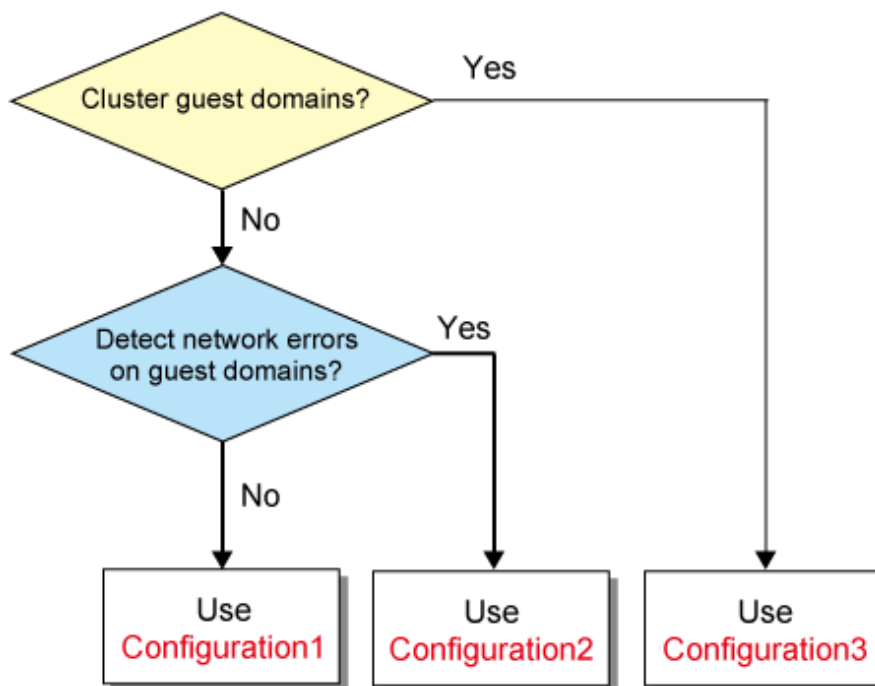 Cluster guest domains?
Yes
No
Detect network errors
on guest domains?
Yes
No
Use
Configuration1
Use
Configuration2
Use
Configuration3